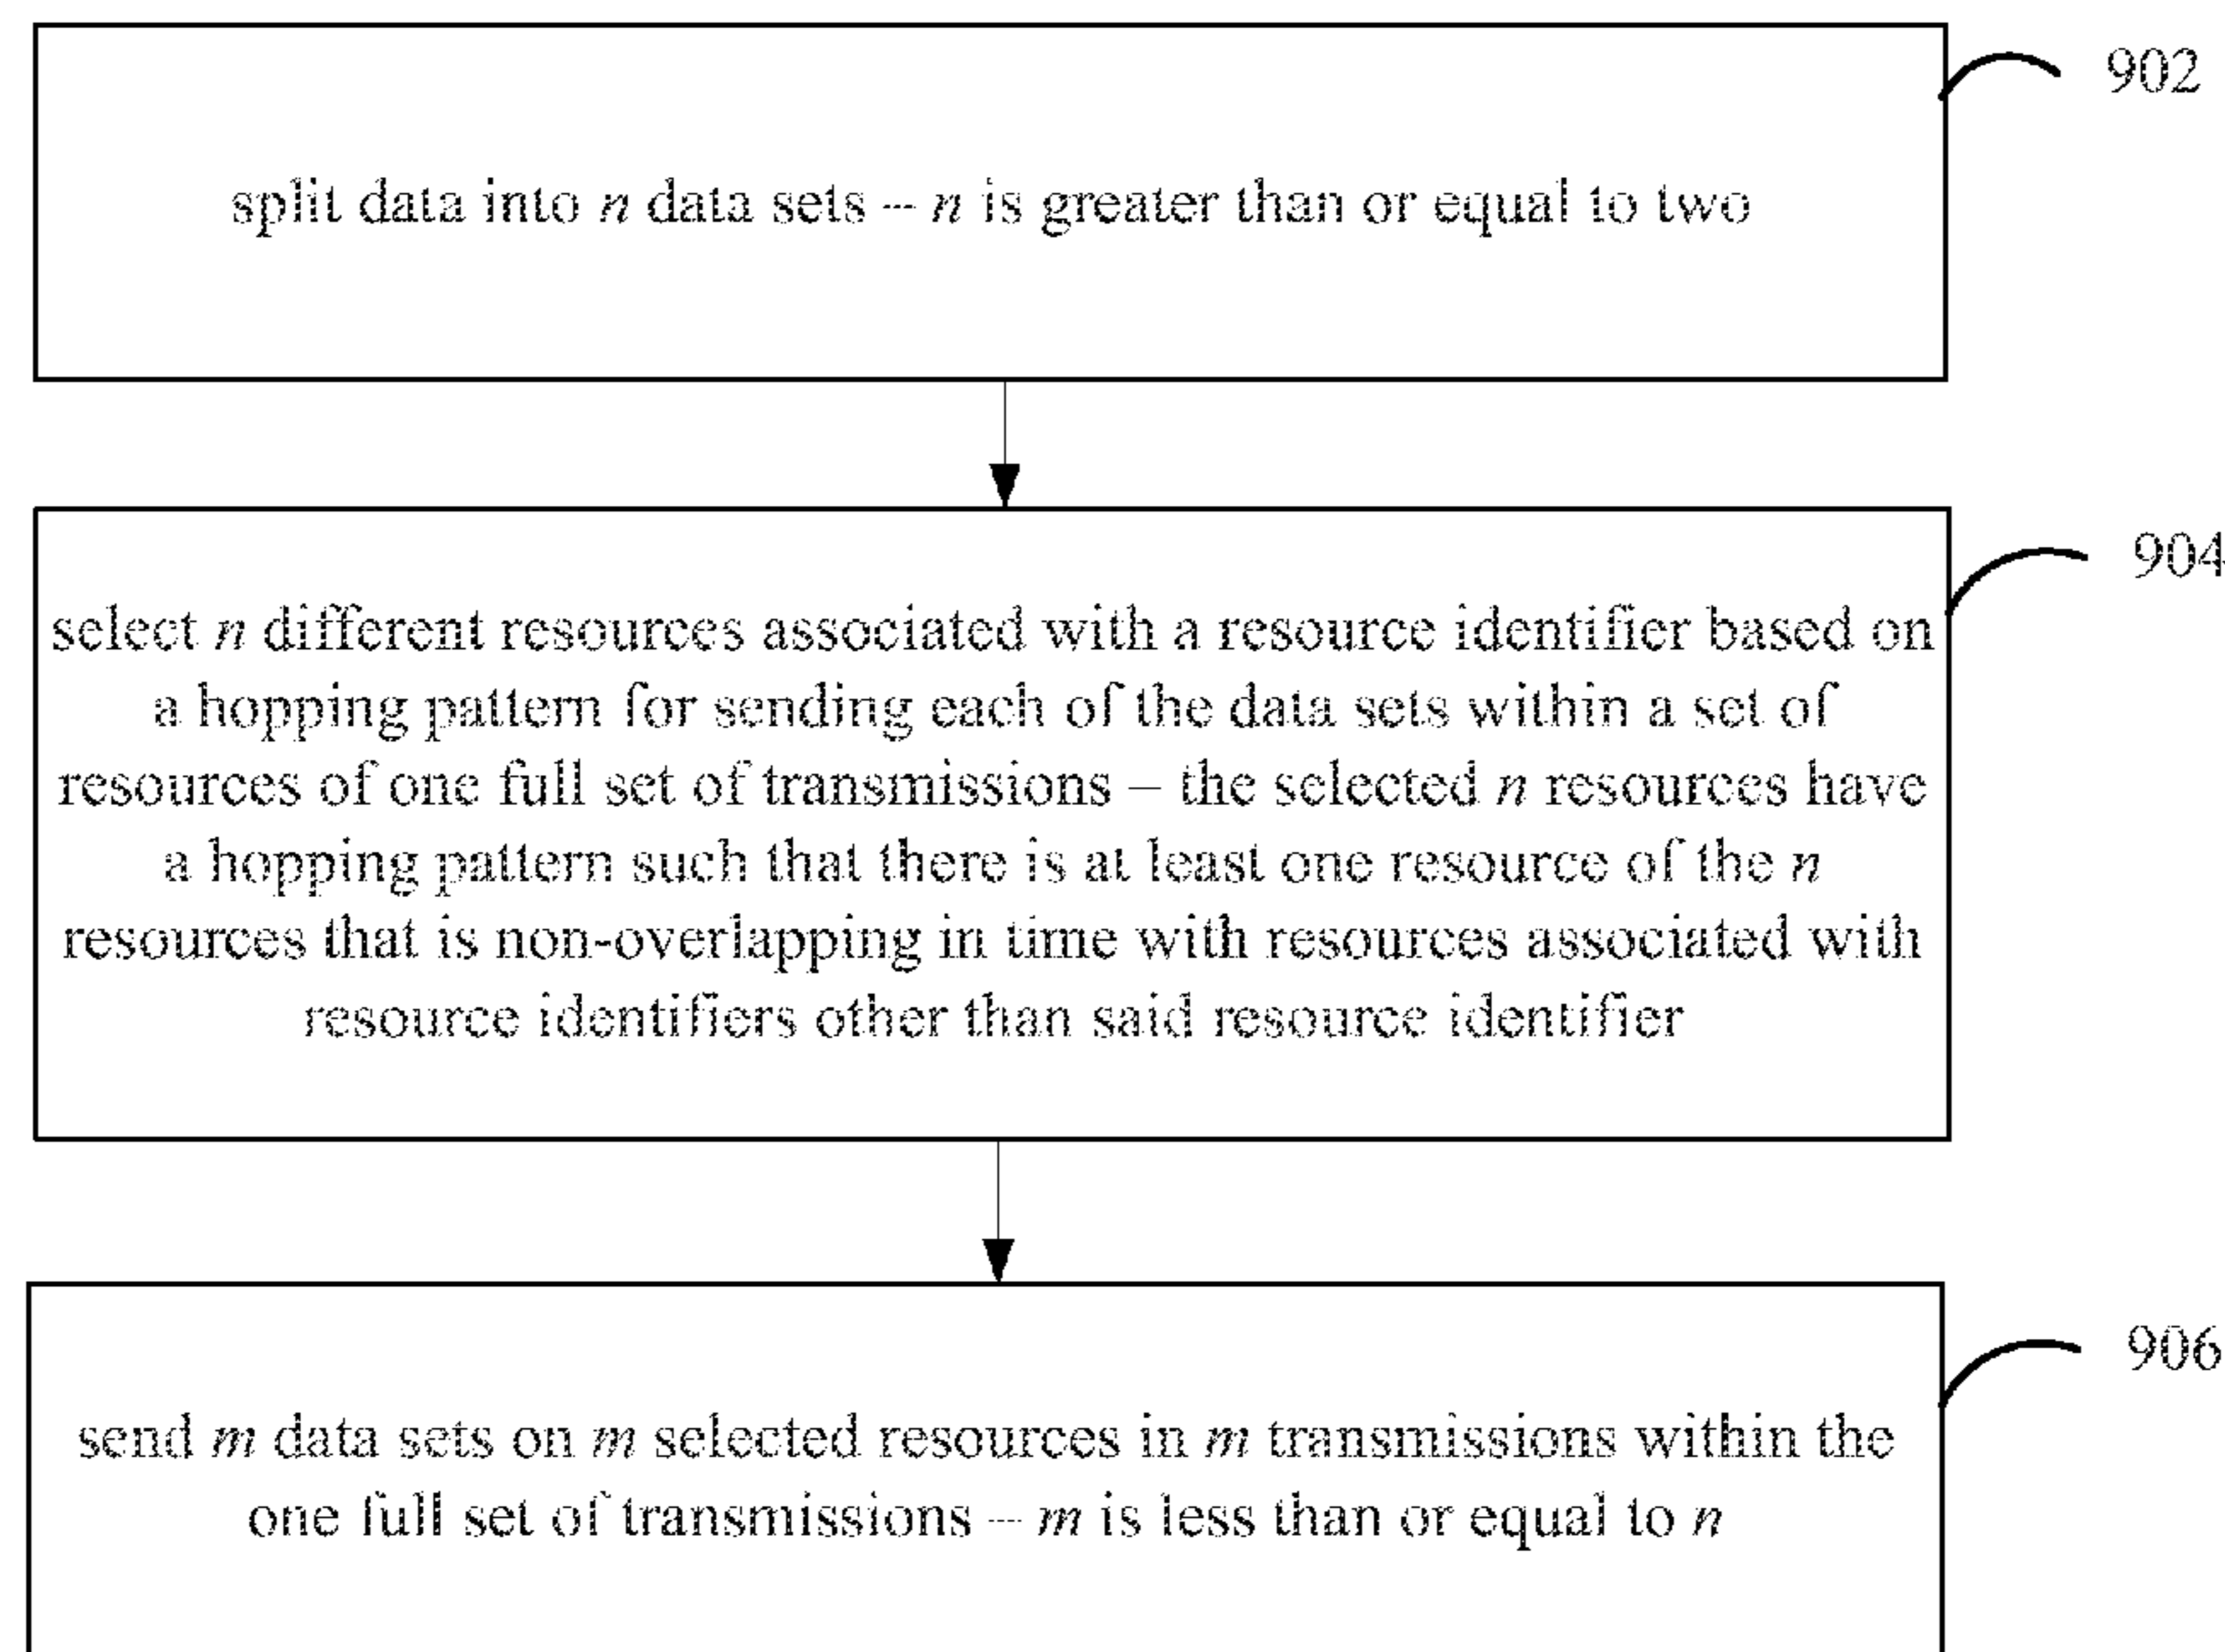 902
split data into n data sets -- n is greater than or equal to two
904
select n different resources associated with a resource identifier based on
a hopping pattern for sending each of the data sets within a set of
resources of one full set of transmissions – the selected n resources have
a hopping pattern such that there is at least one resource of the n
resources that is non-overlapping in time with resources associated with
resource identifiers other than said resource identifier
906
send m data sets on m selected resources in m transmissions within the
one full set of transmissions -- m is less than or equal to n